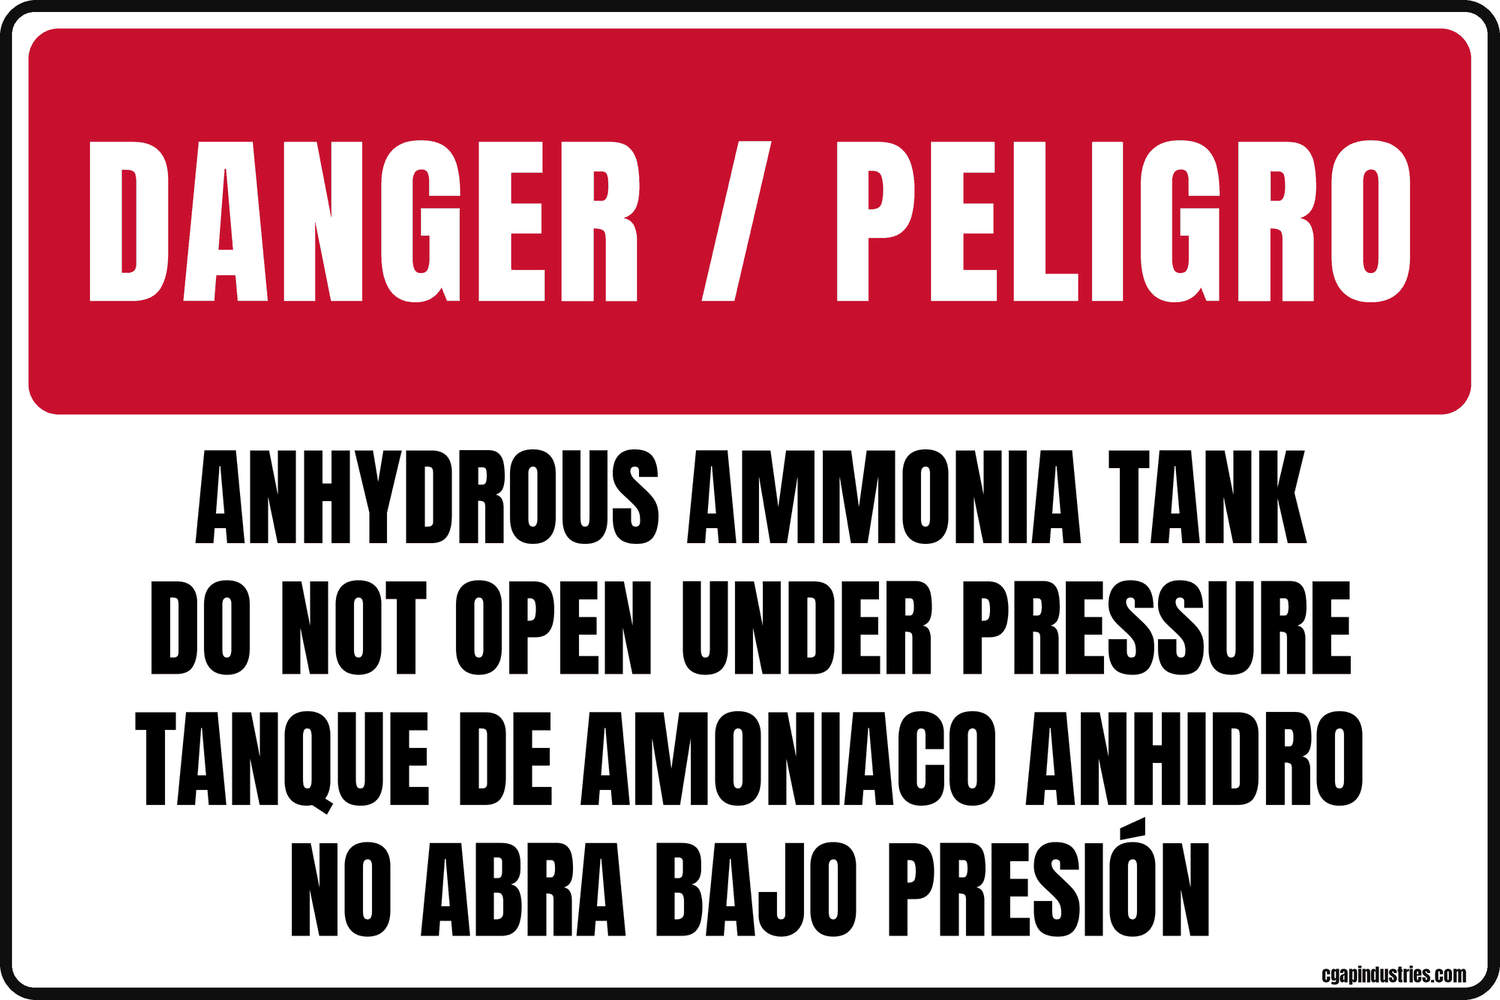 DANGER / PELIGRO
ANHYDROUS AMMONIA TANK
DO NOT OPEN UNDER PRESSURE
TANQUE DE AMONIACO ANHIDRO
NO ABRA BAJO PRESIÓN
cgapindustries.com